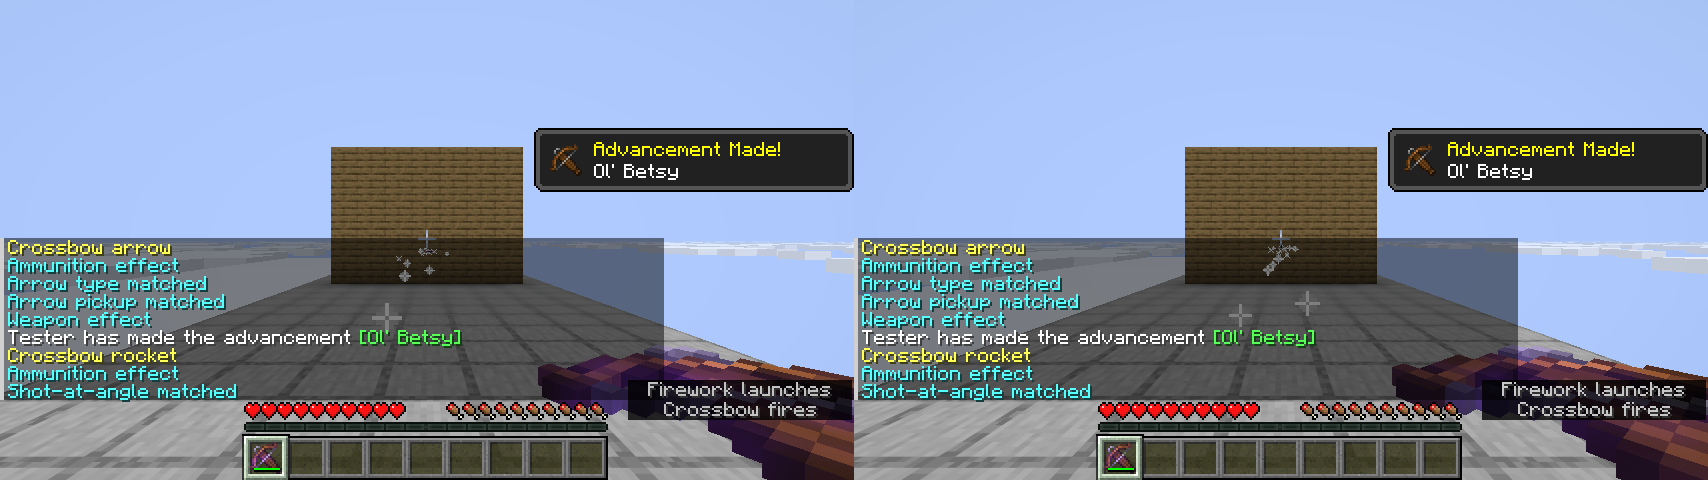 Advancement Made!
Ol' Betsy
Crossbow arrow
Ammunition effect
Arrow type matched
Arrow pickup matched
Weapon effect
Tester has made the advancement [Ol' Betsy]
Crossbow rocket
Ammunition effect
Shot-at-angle matched
Firework launches
Crossbow fires
Advancement Made!
Ol' Betsy
Crossbow arrow
Ammunition effect
Arrow type matched
Arrow pickup matched
Weapon effect
Tester has made the advancement [Ol' Betsy]
Crossbow rocket
Ammunition effect
Shot-at-angle matched
Firework launches
Crossbow fires